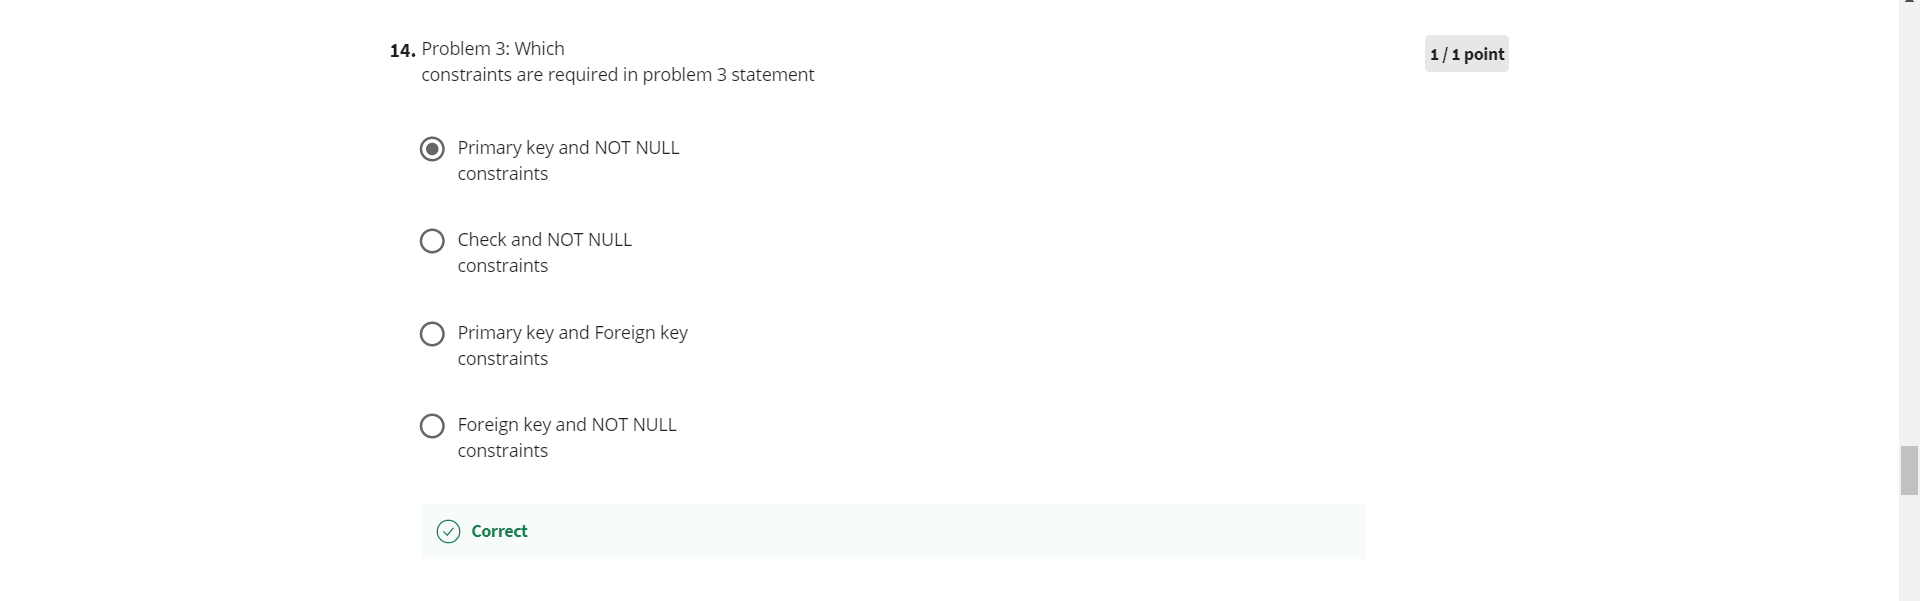 14. Problem 3: Which
1 / 1 point
constraints are required in problem 3 statement
Primary key and NOT NULL
constraints
Check and NOT NULL
constraints
Primary key and Foreign key
constraints
Foreign key and NOT NULL
constraints
Correct